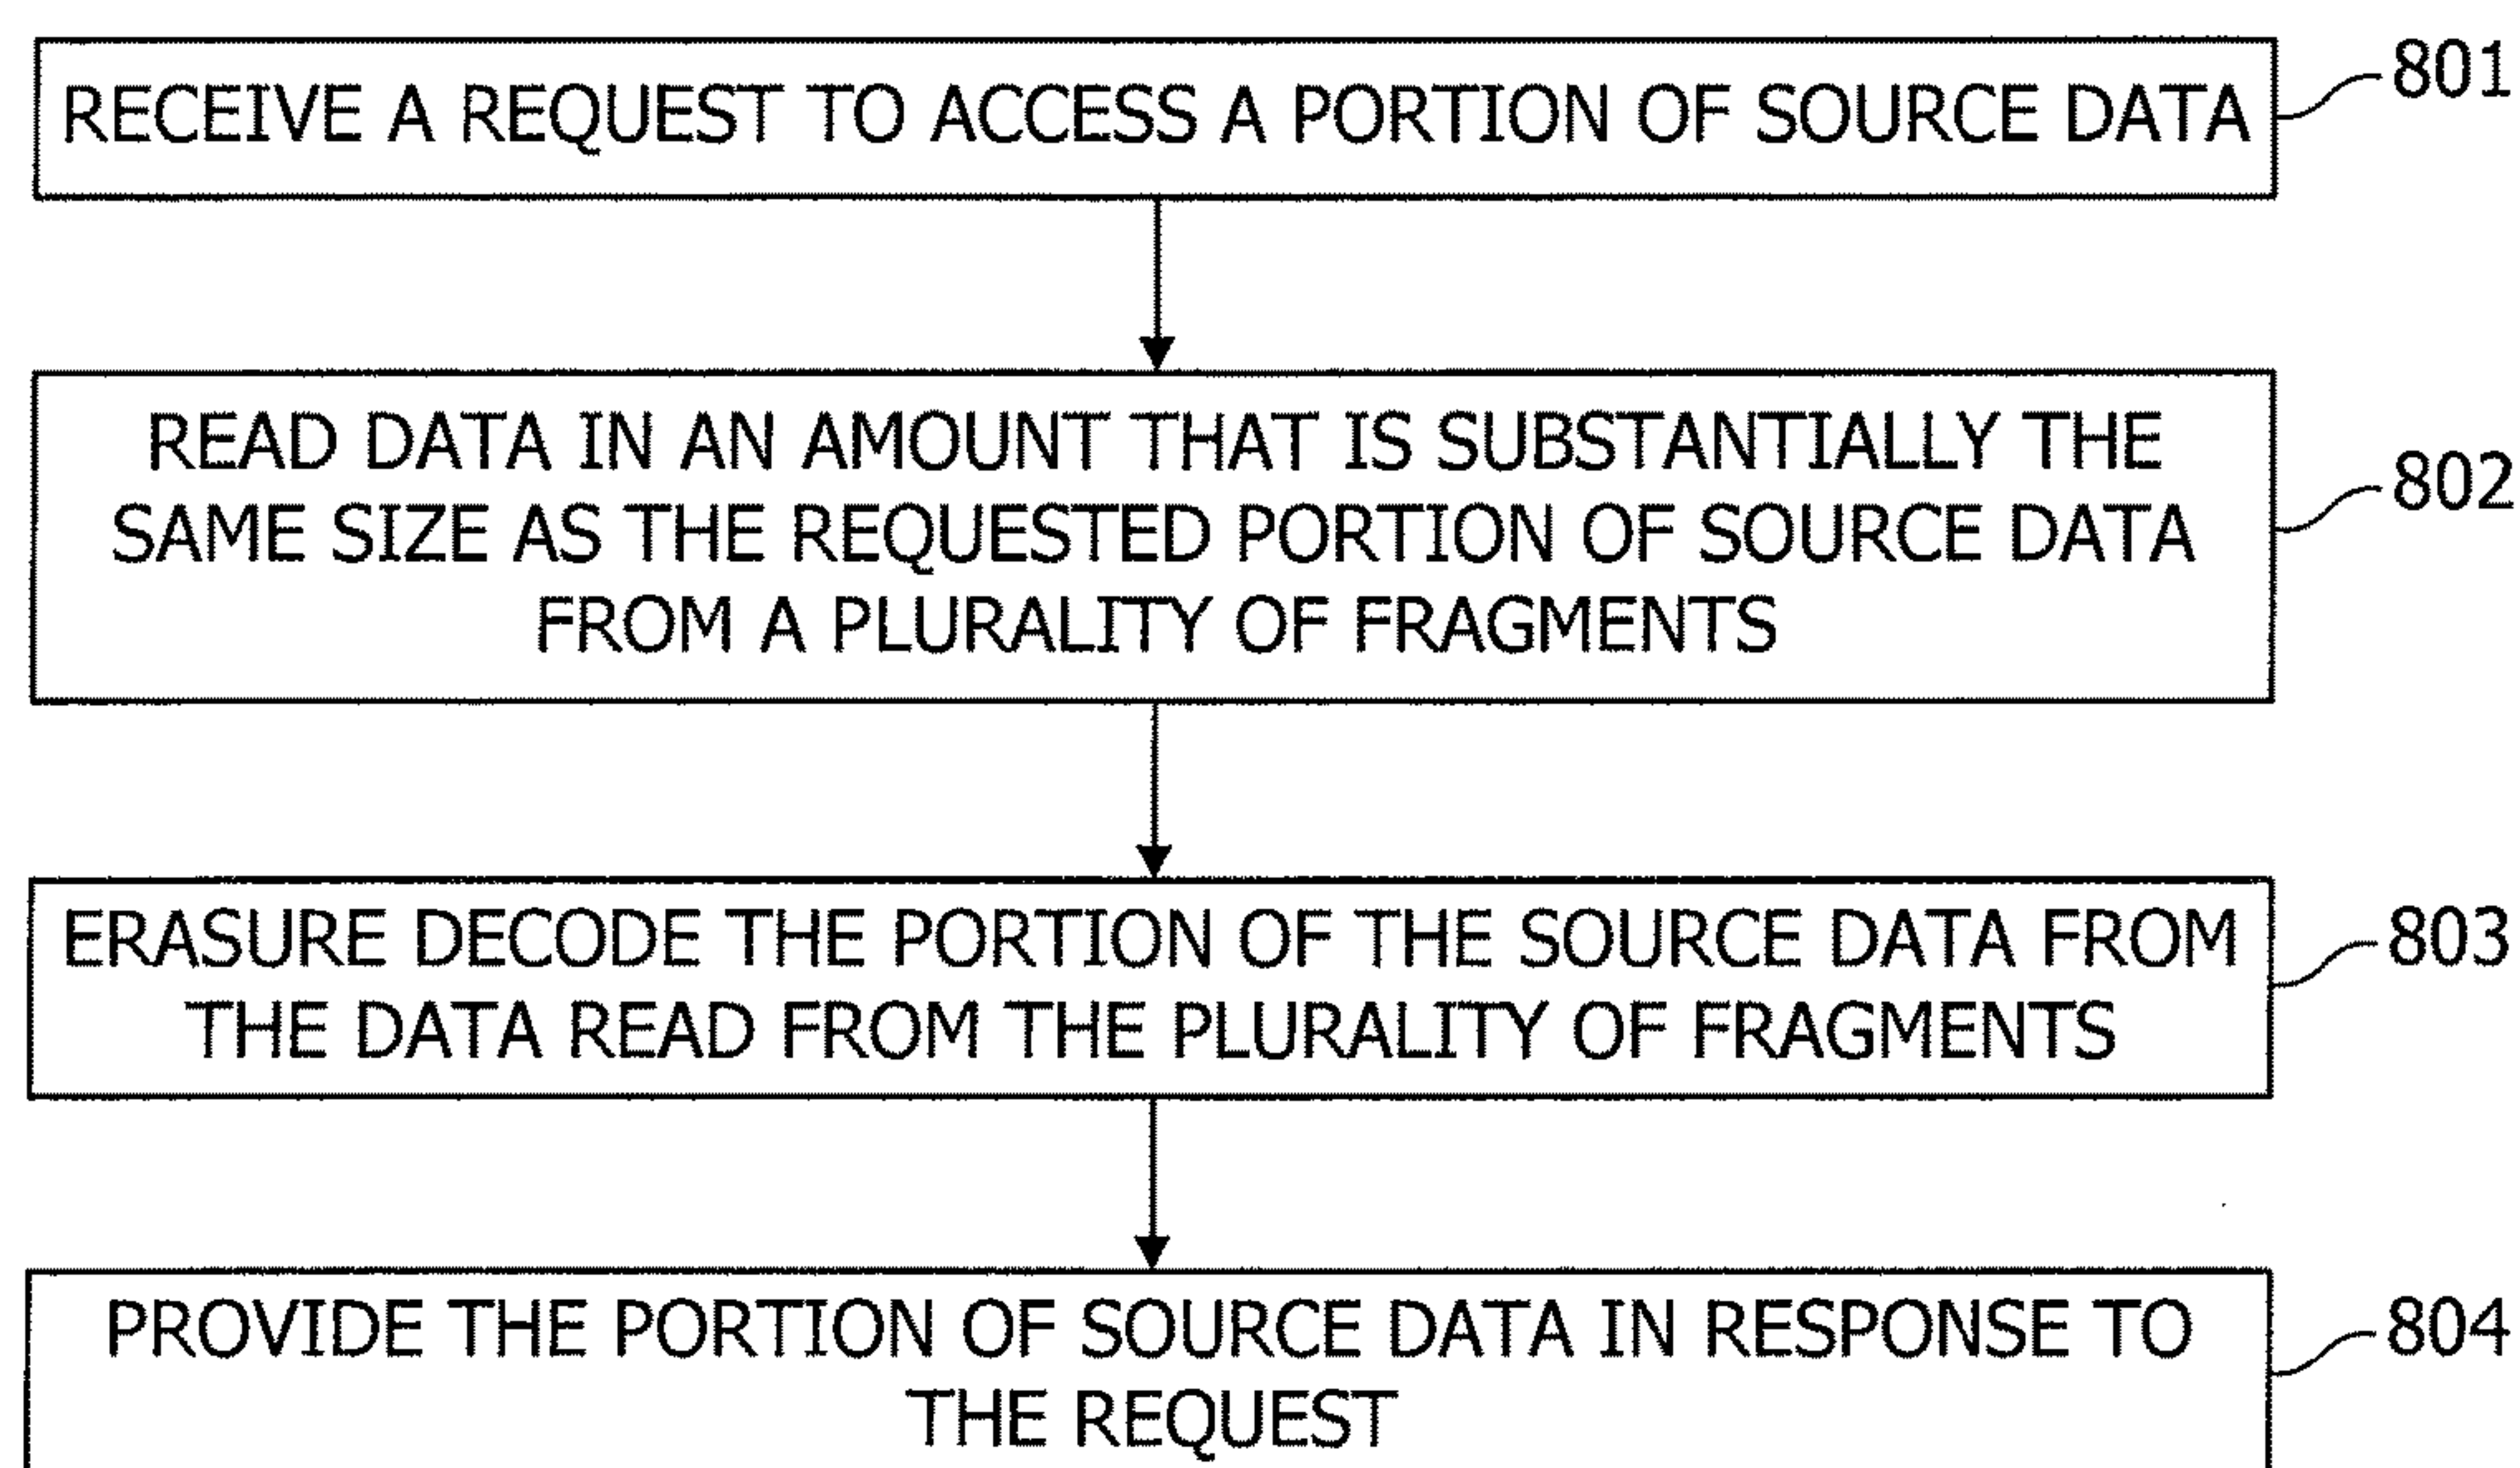 RECEIVE A REQUEST TO ACCESS A PORTION OF SOURCE DATA
801
READ DATA IN AN AMOUNT THAT IS SUBSTANTIALLY THE
SAME SIZE AS THE REQUESTED PORTION OF SOURCE DATA
FROM A PLURALITY OF FRAGMENTS
802
ERASURE DECODE THE PORTION OF THE SOURCE DATA FROM
THE DATA READ FROM THE PLURALITY OF FRAGMENTS
803
PROVIDE THE PORTION OF SOURCE DATA IN RESPONSE TO
THE REQUEST
804